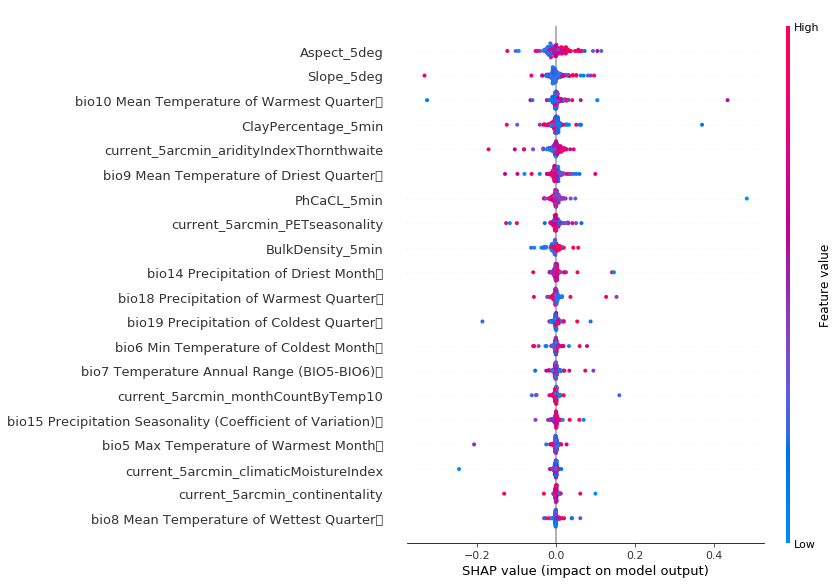 High
Aspect_5deg
Slope_5deg
bio10 Mean Temperature of Warmest Quarter▯
ClayPercentage_5min
current_5arcmin_aridityIndexThornthwaite
bio9 Mean Temperature of Driest Quarter▯
PhCaCL_5min
current_5arcmin_PETseasonality
BulkDensity_5min
bio14 Precipitation of Driest Month▯
bio18 Precipitation of Warmest Quarter▯
bio19 Precipitation of Coldest Quarter▯
bio6 Min Temperature of Coldest Month▯
bio7 Temperature Annual Range (BIO5-BIO6)▯
current_5arcmin_monthCountByTemp10
bio15 Precipitation Seasonality (Coefficient of Variation)▯
bio5 Max Temperature of Warmest Month▯
current_5arcmin_climaticMoistureIndex
current_5arcmin_continentality
bio8 Mean Temperature of Wettest Quarter▯
Feature value
Low
−0.2 0.0 0.2 0.4
SHAP value (impact on model output)